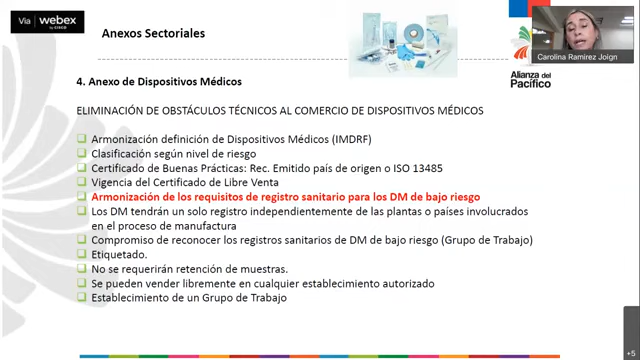 Via webex
by CISCO
Anexos Sectoriales
Carolina Ramírez Joign
Alianza del
Pacífico
4. Anexo de Dispositivos Médicos
ELIMINACIÓN DE OBSTÁCULOS TÉCNICOS AL COMERCIO DE DISPOSITIVOS MÉDICOS
Armonización definición de Dispositivos Médicos (IMDRF)
Clasificación según nivel de riesgo
Certificado de Buenas Prácticas: Rec. Emitido país de origen o ISO 13485
Vigencia del Certificado de Libre Venta
Armonización de los requisitos de registro sanitario para los DM de bajo riesgo
Los DM tendrán un solo registro independientemente de las plantas o países involucrados
en el proceso de manufactura
Compromiso de reconocer los registros sanitarios de DM de bajo riesgo (Grupo de Trabajo)
Etiquetado.
No se requerirán retención de muestras.
Se pueden vender libremente en cualquier establecimiento autorizado
Establecimiento de un Grupo de Trabajo
+5